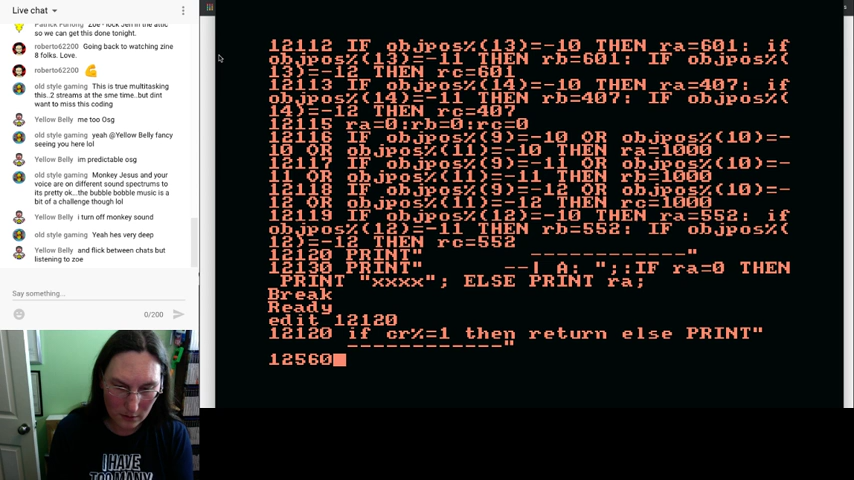 Live chat
Patrick Furlong Zoe - lock Jen in the attic
so we can get this done tonight.
roberto62200 Going back to watching zine
8 folks. Love.
roberto62200
old style gaming This is true multitasking
this..2 streams at the sme time..but dint
want to miss this coding
Yellow Belly me too Osg
old style gaming yeah @Yellow Belly fancy
seeing you here lol
Yellow Belly im predictable osg
old style gaming Monkey Jesus and your
voice are on different sound spectrums to
its pretty ok...the bubble bobble music is a
bit of a challenge though lol
Yellow Belly i turn off monkey sound
old style gaming Yeah hes very deep
Yellow Belly and flick between chats but
listening to zoe
Say something...
0/200
12112 IF objpos%(13)=-10 THEN ra=601: if
objpos%(13)=-11 THEN rb=601: IF objpos%(
13)=-12 THEN rc=601
12113 IF objpos%(14)=-10 THEN ra=407: if
objpos%(14)=-11 THEN rb=407: IF objpos%(
14)=-12 THEN rc=407
12115 ra=0:rb=0:rc=0
12116 IF objpos%(9)=-10 OR objpos%(10)=-
10 OR objpos%(11)=-10 THEN ra=1000
12117 IF objpos%(9)=-11 OR objpos%(10)=-
11 OR objpos%(11)=-11 THEN rb=1000
12118 IF objpos%(9)=-12 OR objpos%(10)=-
12 OR objpos%(11)=-12 THEN rc=1000
12119 IF objpos%(12)=-10 THEN ra=552: if
objpos%(12)=-11 THEN rb=552: IF objpos%(
12)=-12 THEN rc=552
12120 PRINT" ------------"
12130 PRINT" --| A: ";:IF ra=0 THEN
PRINT "xxxx"; ELSE PRINT ra;
Break
Ready
edit 12120
12120 if cr%=1 then return else PRINT"
------------"
12560
I HAVE
TOO MANY